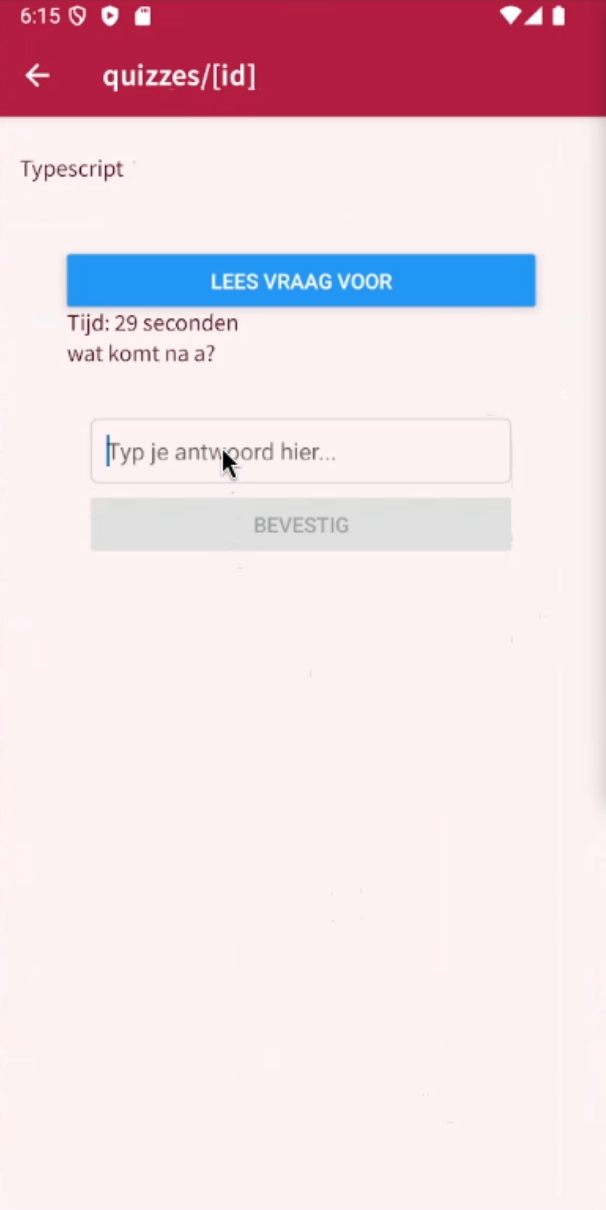 6:15
quizzes/[id]
Typescript
LEES VRAAG VOOR
Tijd: 29 seconden
wat komt na a?
Typ je antwoord hier...
BEVESTIG